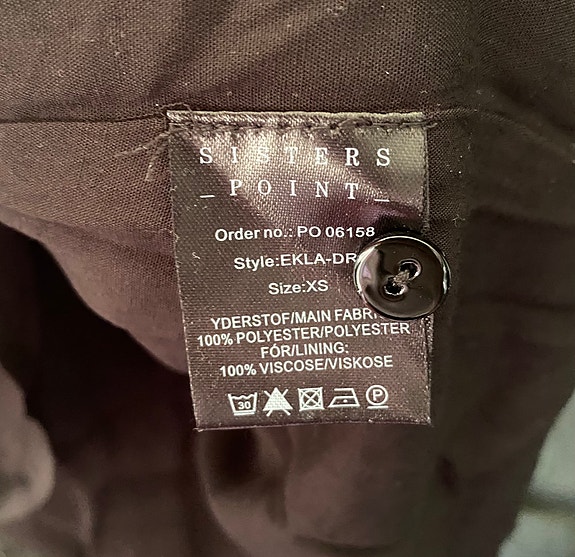 SISTERS
_POINT_
Order no.: PO 06158
Style:EKLA-DR
Size:XS
YDERSTOF/MAIN FABRIC
100% POLYESTER/POLYESTER
FÓR/LINING:
100% VISCOSE/VISKOSE
30 P